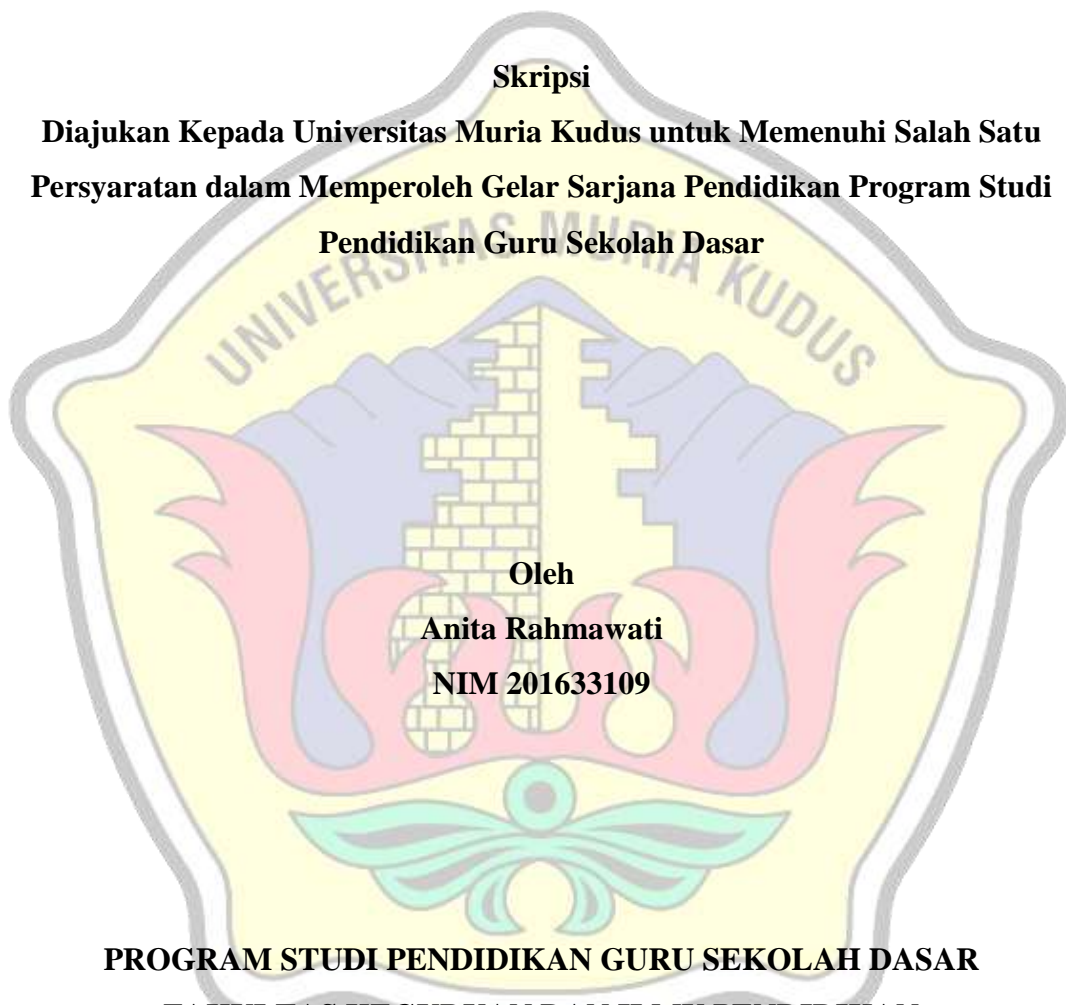 Skripsi
Diajukan Kepada Universitas Muria Kudus untuk Memenuhi Salah Satu
Persyaratan dalam Memperoleh Gelar Sarjana Pendidikan Program Studi
Pendidikan Guru Sekolah Dasar
UNIVERSITAS MURIA KUDUS
Oleh
Anita Rahmawati
NIM 201633109
PROGRAM STUDI PENDIDIKAN GURU SEKOLAH DASAR